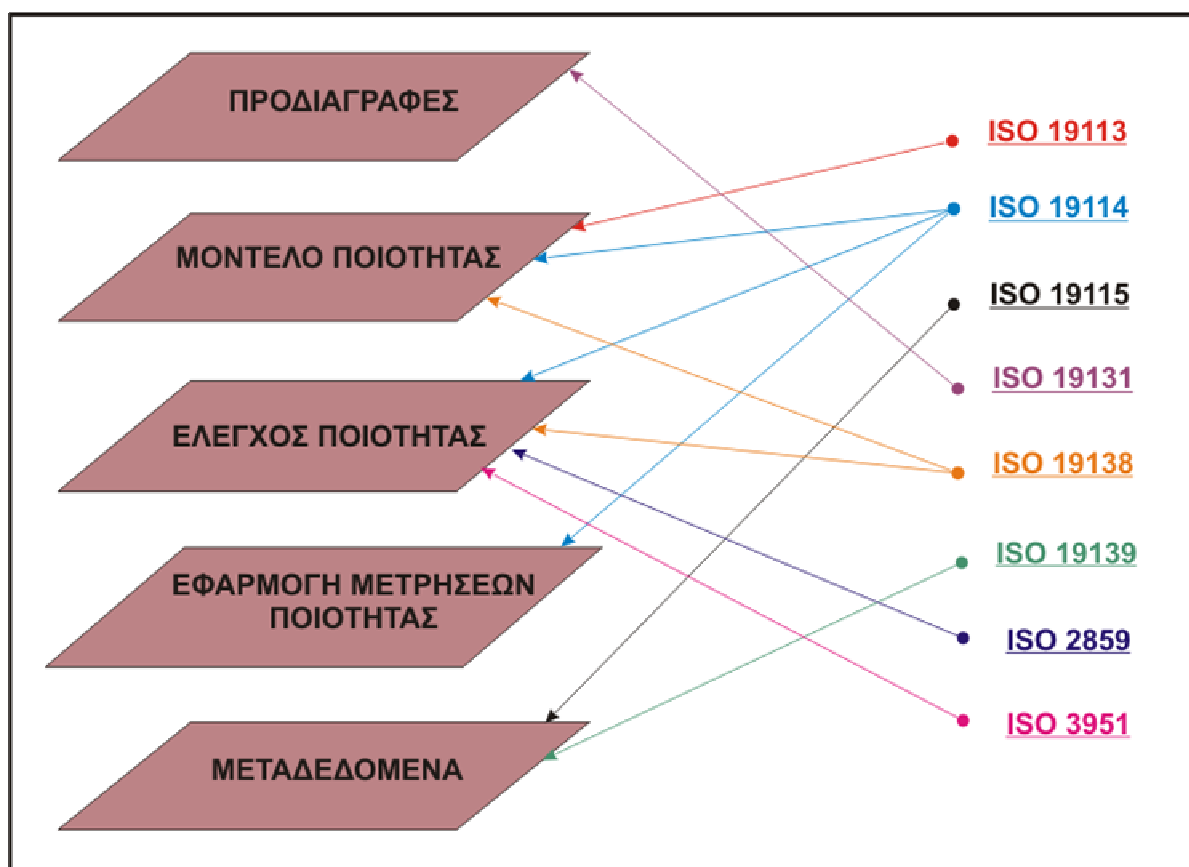 ΠΡΟΔΙΑΓΡΑΦΕΣ
ΜΟΝΤΕΛΟ ΠΟΙΟΤΗΤΑΣ
ΕΛΕΓΧΟΣ ΠΟΙΟΤΗΤΑΣ
ΕΦΑΡΜΟΓΗ ΜΕΤΡΗΣΕΩΝ
ΠΟΙΟΤΗΤΑΣ
ΜΕΤΑΔΕΔΟΜΕΝΑ
ISO 19113
ISO 19114
ISO 19115
ISO 19131
ISO 19138
ISO 19139
ISO 2859
ISO 3951